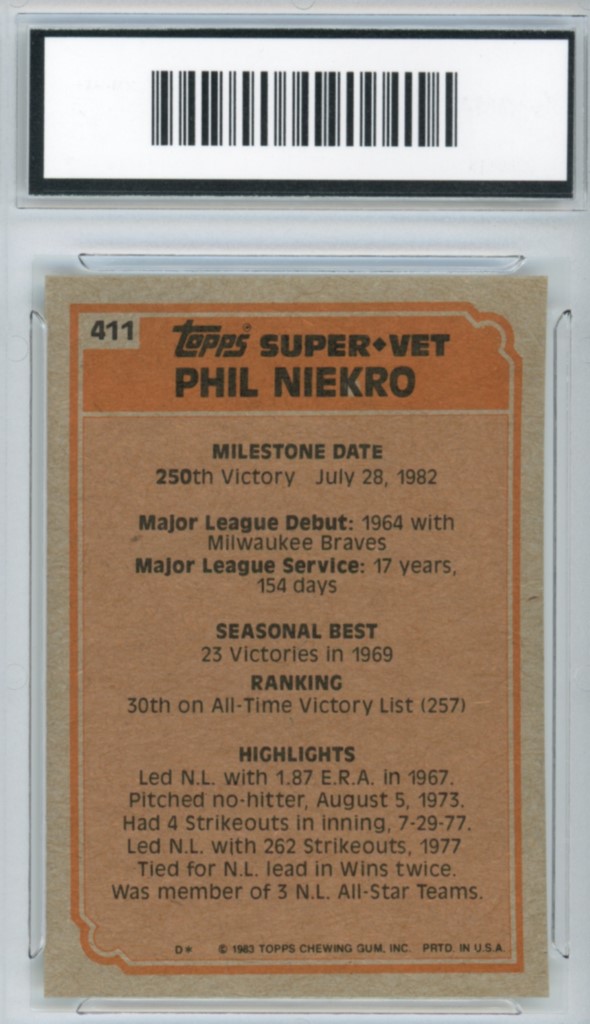 411
Topps® SUPER♦VET
PHIL NIEKRO
MILESTONE DATE
250th Victory July 28, 1982
Major League Debut: 1964 with
Milwaukee Braves
Major League Service: 17 years,
154 days
SEASONAL BEST
23 Victories in 1969
RANKING
30th on All-Time Victory List (257)
HIGHLIGHTS
Led N.L. with 1.87 E.R.A. in 1967.
Pitched no-hitter, August 5, 1973.
Had 4 Strikeouts in inning, 7-29-77.
Led N.L. with 262 Strikeouts, 1977
Tied for N.L. lead in Wins twice.
Was member of 3 N.L. All-Star Teams.
D* © 1983 TOPPS CHEWING GUM, INC. PRTD. IN U.S.A.